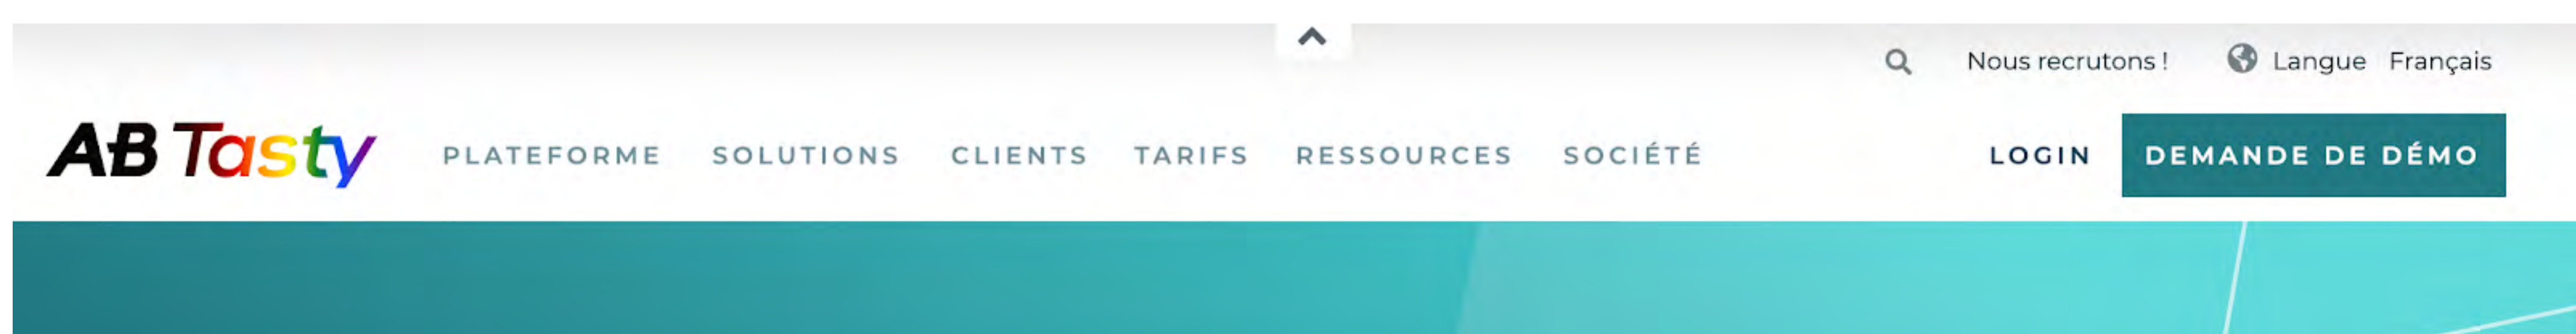 Nous recrutons ! Langue Français
AB Tasty PLATEFORME SOLUTIONS CLIENTS TARIFS RESSOURCES SOCIÉTÉ LOGIN DEMANDE DE DÉMO